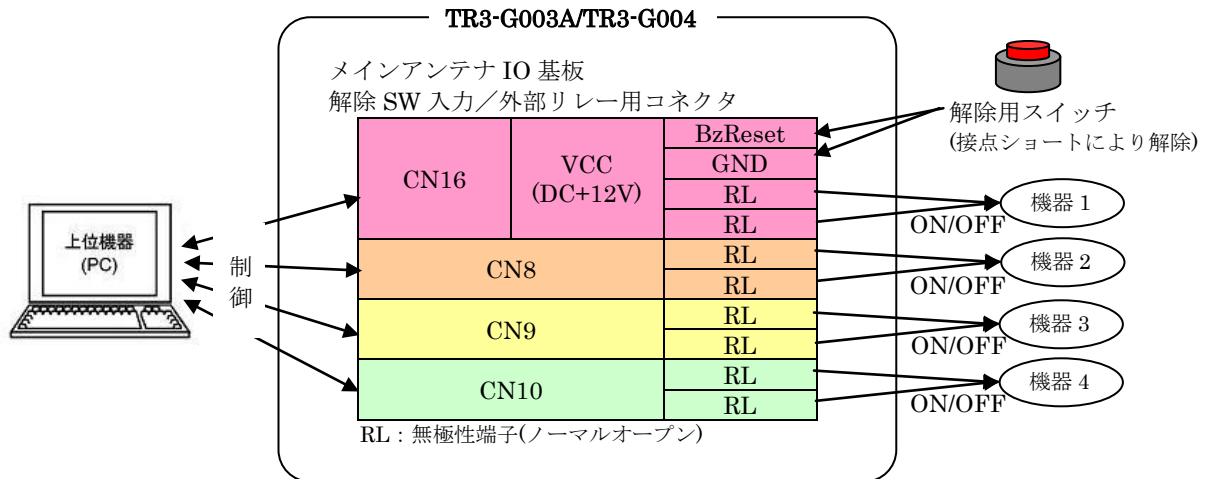 TR3-G003A/TR3-G004
メインアンテナ IO 基板
解除 SW 入力／外部リレー用コネクタ
解除用スイッチ
(接点ショートにより解除)
CN16
VCC
(DC+12V)
BzReset
GND
RL
RL
機器 1
ON/OFF
上位機器
(PC)
制
御
CN8
RL
RL
機器 2
ON/OFF
CN9
RL
RL
機器 3
ON/OFF
CN10
RL
RL
機器 4
ON/OFF
RL：無極性端子(ノーマルオープン)